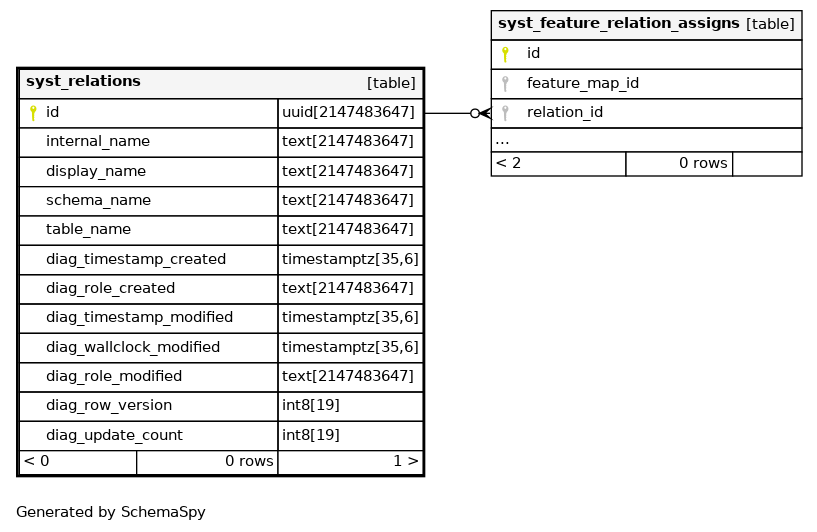 syst_feature_relation_assigns [table]
id
feature_map_id
relation_id
...
< 2 0 rows
syst_relations [table]
id uuid[2147483647]
internal_name text[2147483647]
display_name text[2147483647]
schema_name text[2147483647]
table_name text[2147483647]
diag_timestamp_created timestamptz[35,6]
diag_role_created text[2147483647]
diag_timestamp_modified timestamptz[35,6]
diag_wallclock_modified timestamptz[35,6]
diag_role_modified text[2147483647]
diag_row_version int8[19]
diag_update_count int8[19]
< 0 0 rows 1 >
Generated by SchemaSpy